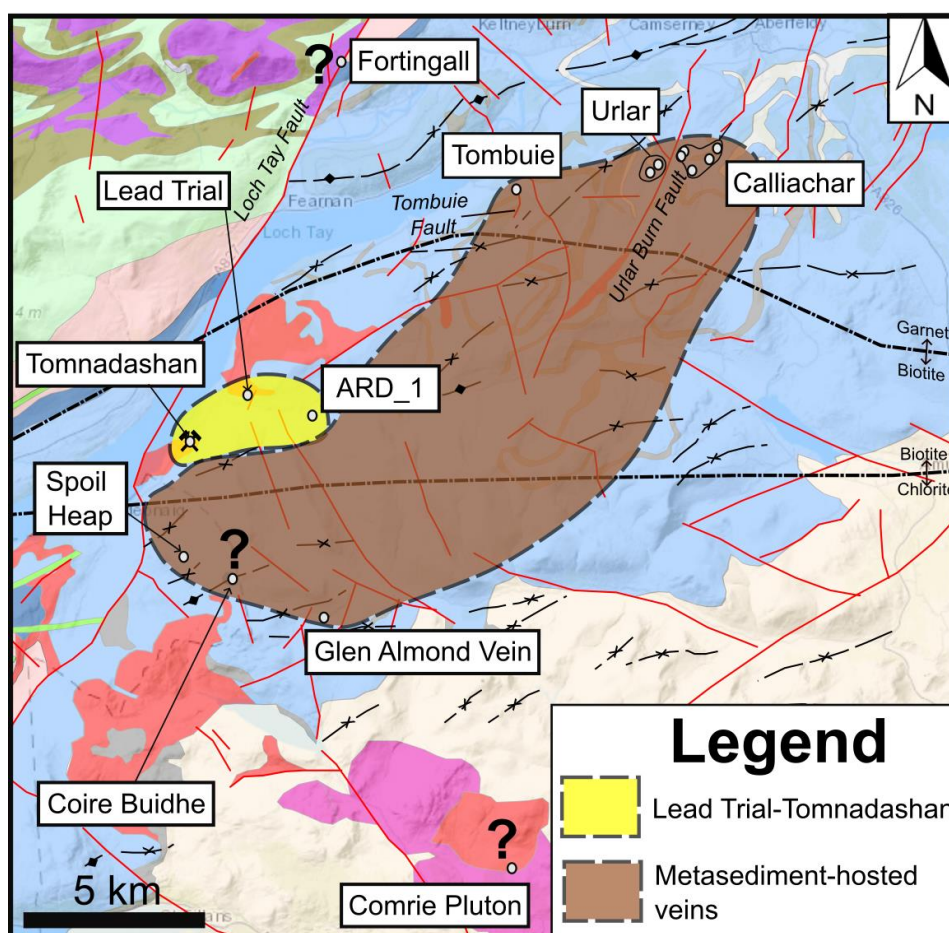 KeltneyBurn
Camserney
Aberfeldy
?
Fortingall
N
Urlar
Loch Tay Fault
Tombuie
Lead Trial
Calliachar
Fearnan
Tombuie
Fault
Urlar Burn Fault
A826
Loch Tay
4 m
Garnet
Biotite
Tomnadashan
ARD_1
Biotite
Chlorite
Spoil
Heap
?
Glen Almond Vein
Legend
Lead Trial-Tomnadashan
Coire Buidhe
?
Metasediment-hosted
veins
5 km
Comrie Pluton